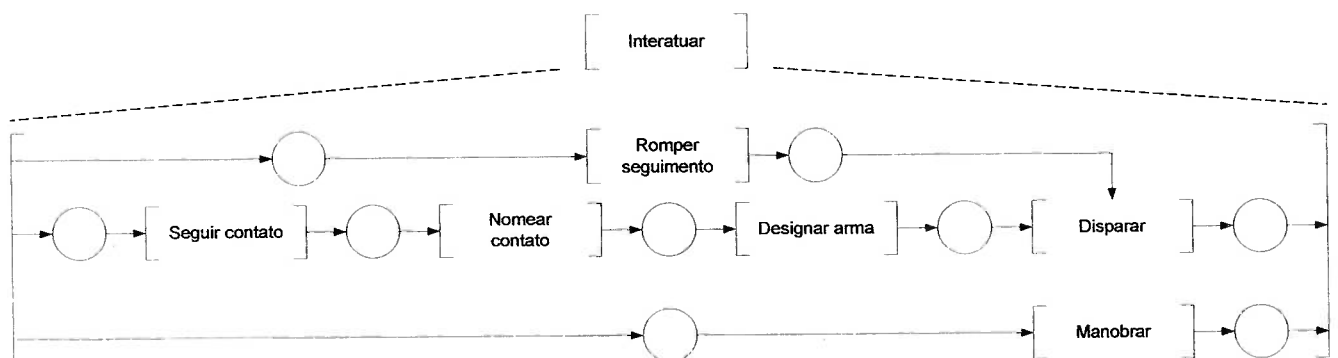 Interatuar
Romper
seguimento
Seguir contato
Nomear
contato
Designar arma
Disparar
Manobrar